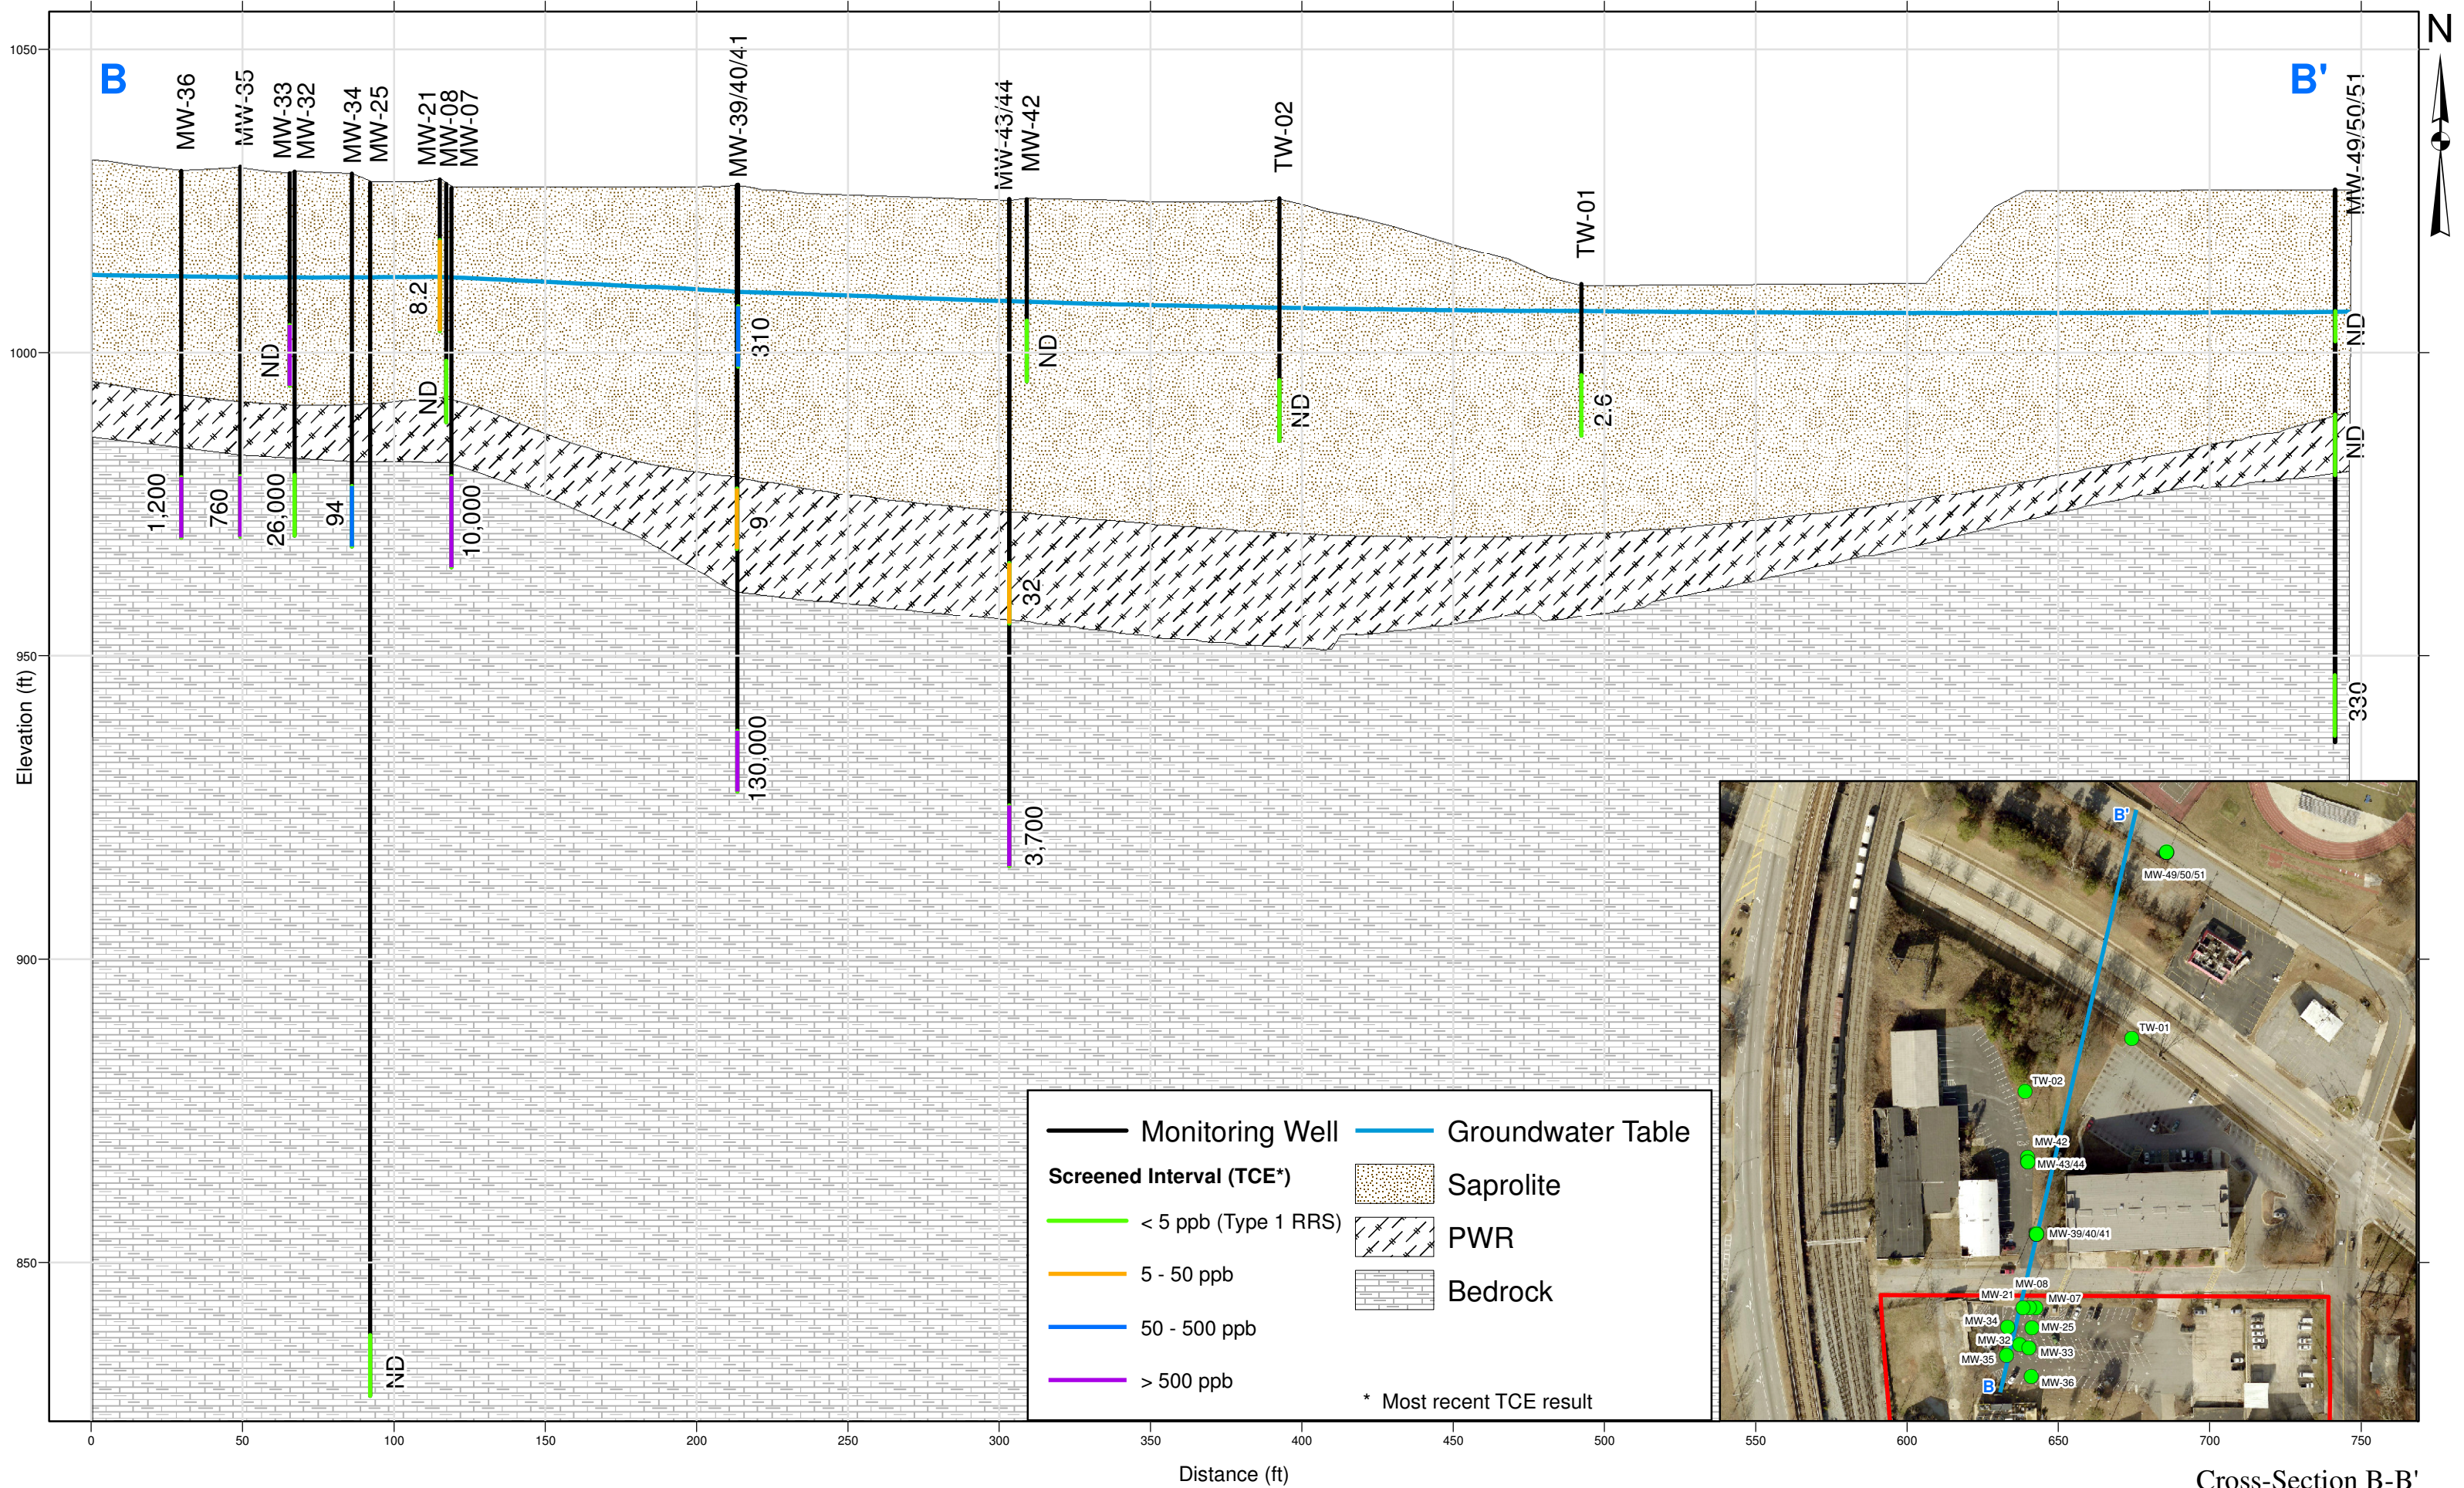 N
1050
B
B'
MW-36
MW-35
MW-33
MW-32
MW-34
MW-25
MW-21
MW-08
MW-07
MW-39/40/41
MW-43/44
MW-42
TW-02
TW-01
MW-49/50/51
8.2
310
ND
ND
ND
ND
ND
2.6
ND
1000
1,200
760
26,000
94
10,000
9
32
950
Elevation (ft)
130,000
3,700
330
900
850
ND
Monitoring Well
Groundwater Table
Screened Interval (TCE*)
Saprolite
< 5 ppb (Type 1 RRS)
PWR
5 - 50 ppb
Bedrock
50 - 500 ppb
> 500 ppb
* Most recent TCE result
B'
MW-49/50/51
TW-01
TW-02
MW-42
MW-43/44
MW-39/40/41
MW-08
MW-21
MW-07
MW-34
MW-25
MW-32
MW-33
MW-35
MW-36
B
0 50 100 150 200 250 300 350 400 450 500 550 600 650 700 750
Distance (ft)
Cross-Section B-B'